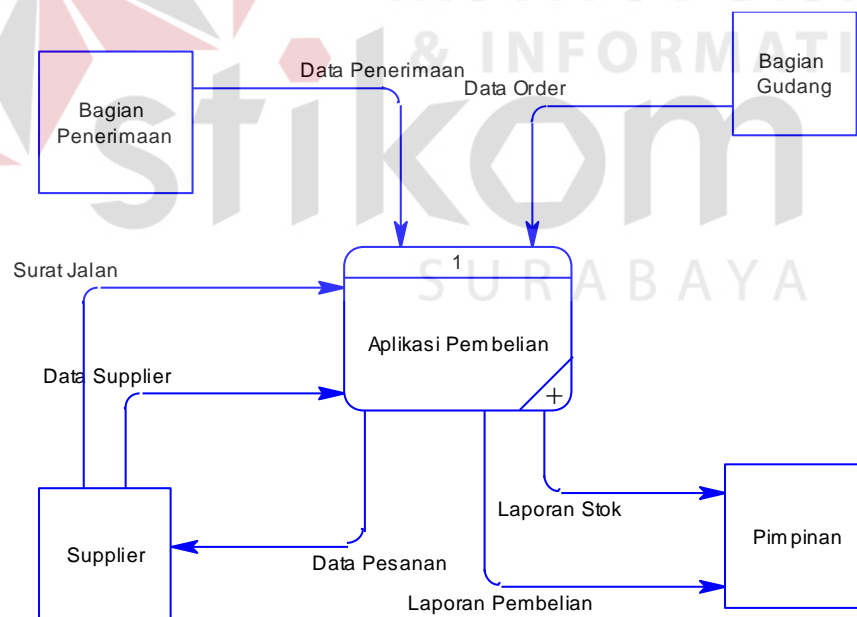 & INFORMATI
Data Penerimaan
Bagian
Gudang
Data Order
Bagian
Penerimaan
stikom
SURABAYA
Surat Jalan
1
Aplikasi Pembelian
Data Supplier
+
Laporan Stok
Supplier
Data Pesanan
Pimpinan
Laporan Pembelian